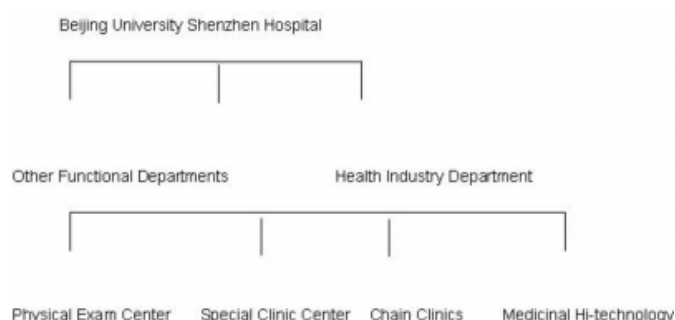 Beijing University Shenzhen Hospital
Other Functional Departments Health Industry Department
Physical Exam Center Special Clinic Center Chain Clinics Medicinal Hi-technology